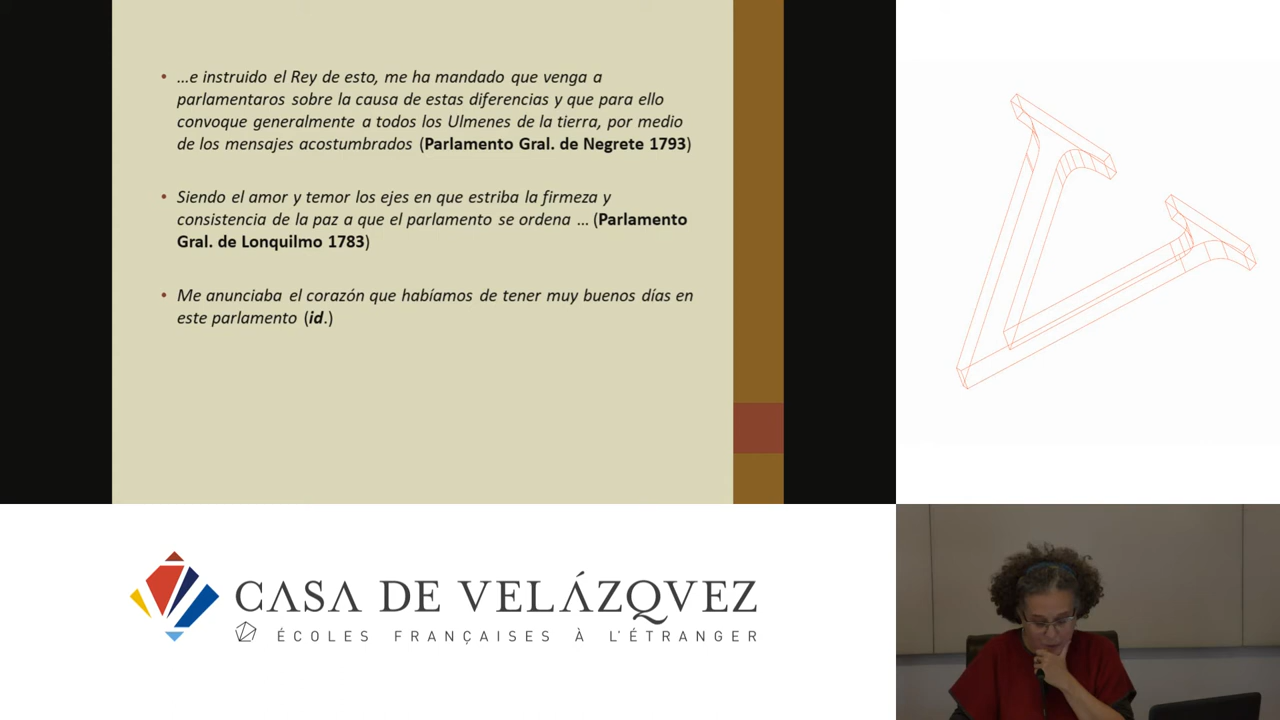 • …e instruido el Rey de esto, me ha mandado que venga a
parlamentaros sobre la causa de estas diferencias y que para ello
convoque generalmente a todos los Ulmenes de la tierra, por medio
de los mensajes acostumbrados (Parlamento Gral. de Negrete 1793)
• Siendo el amor y temor los ejes en que estriba la firmeza y
consistencia de la paz a que el parlamento se ordena … (Parlamento
Gral. de Lonquilmo 1783)
• Me anunciaba el corazón que habíamos de tener muy buenos días en
este parlamento (id.)
CASA DE VELÁZQVEZ
ÉCOLES FRANÇAISES À L'ÉTRANGER